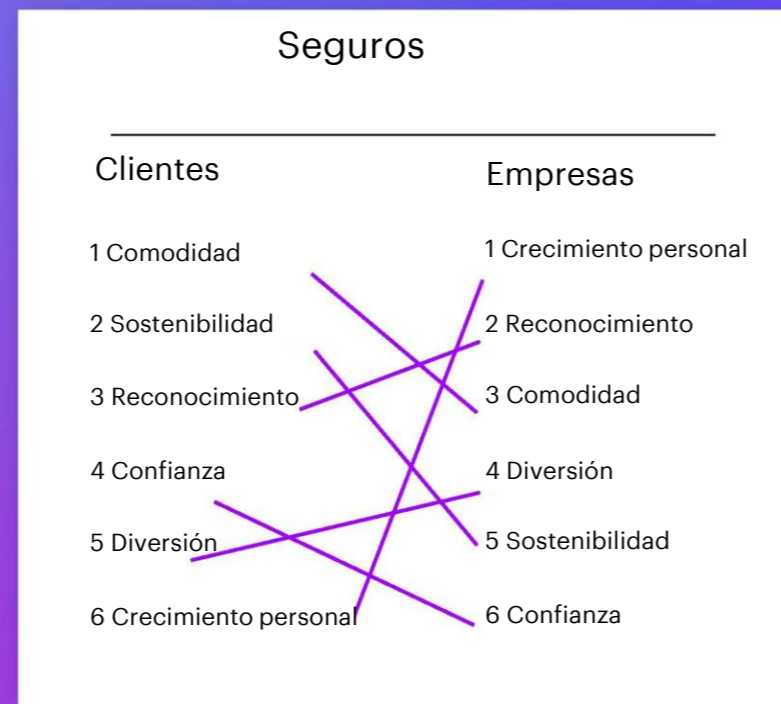 Seguros
Clientes
Empresas
1 Comodidad
1 Crecimiento personal
2 Sostenibilidad
2 Reconocimiento
3 Reconocimiento
3 Comodidad
4 Confianza
4 Diversión
5 Diversión
5 Sostenibilidad
6 Crecimiento personal
6 Confianza